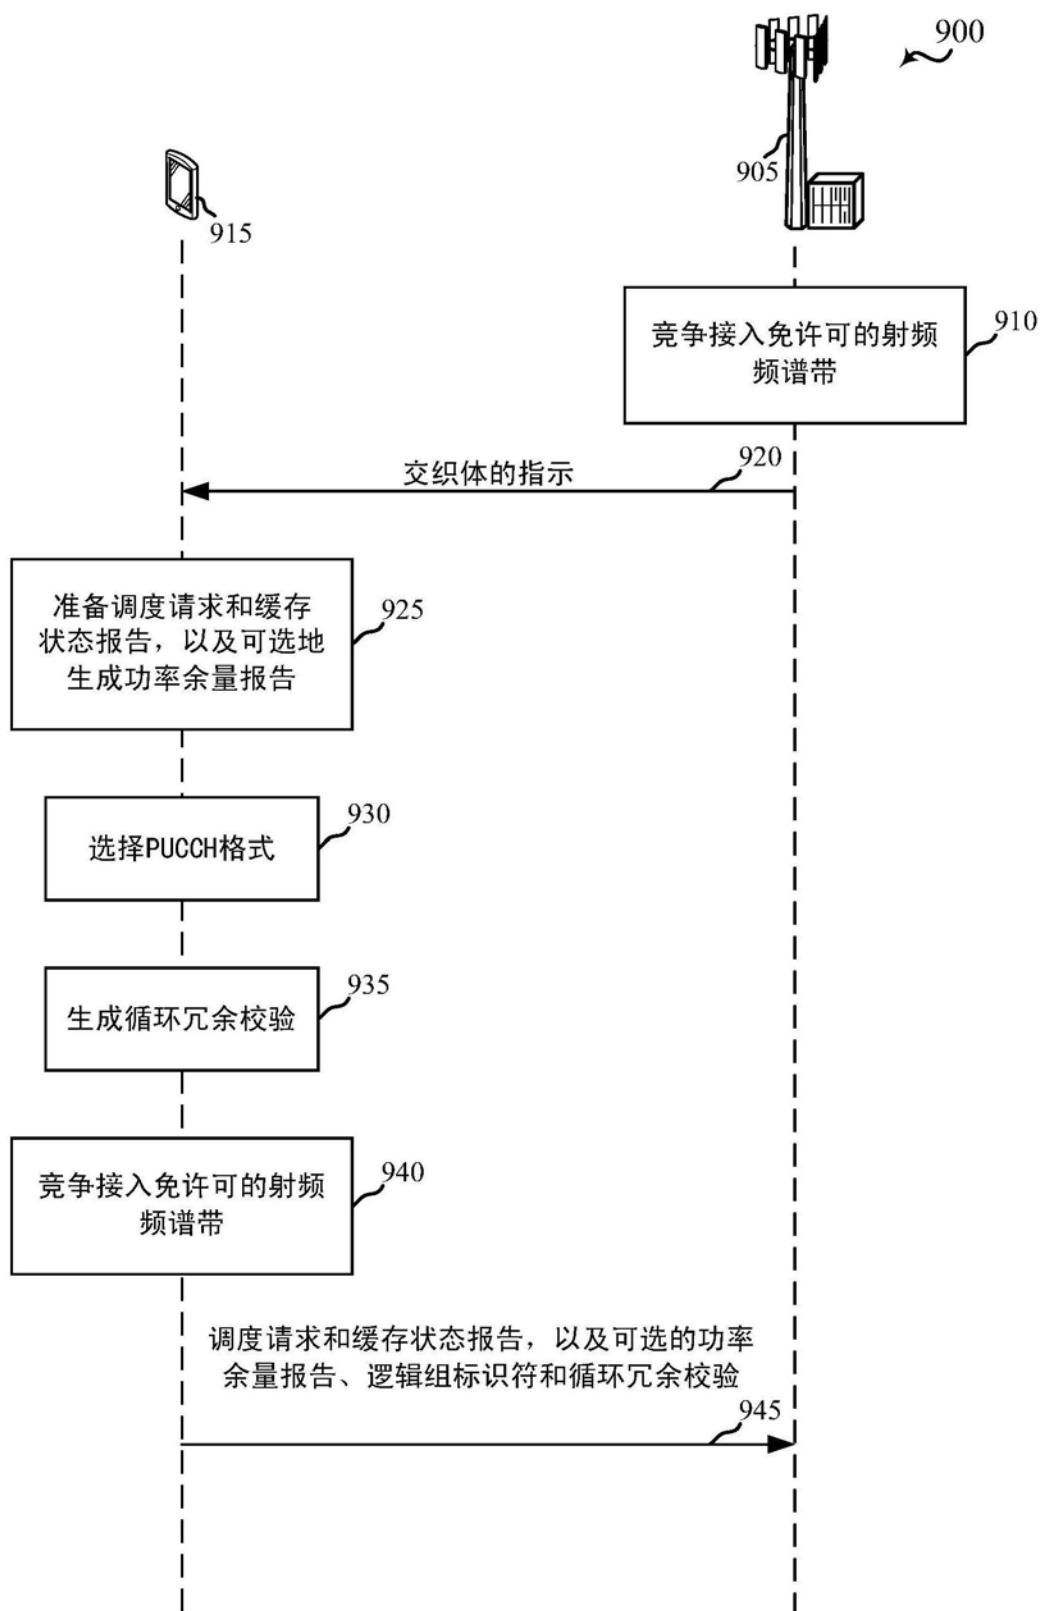 900
905
915
竞争接入免许可的射频
频谱带
910
920
交织体的指示
准备调度请求和缓存
状态报告，以及可选地
生成功率余量报告
925
选择PUCCH格式
930
生成循环冗余校验
935
竞争接入免许可的射频
频谱带
940
调度请求和缓存状态报告，以及可选的功率
余量报告、逻辑组标识符和循环冗余校验
945